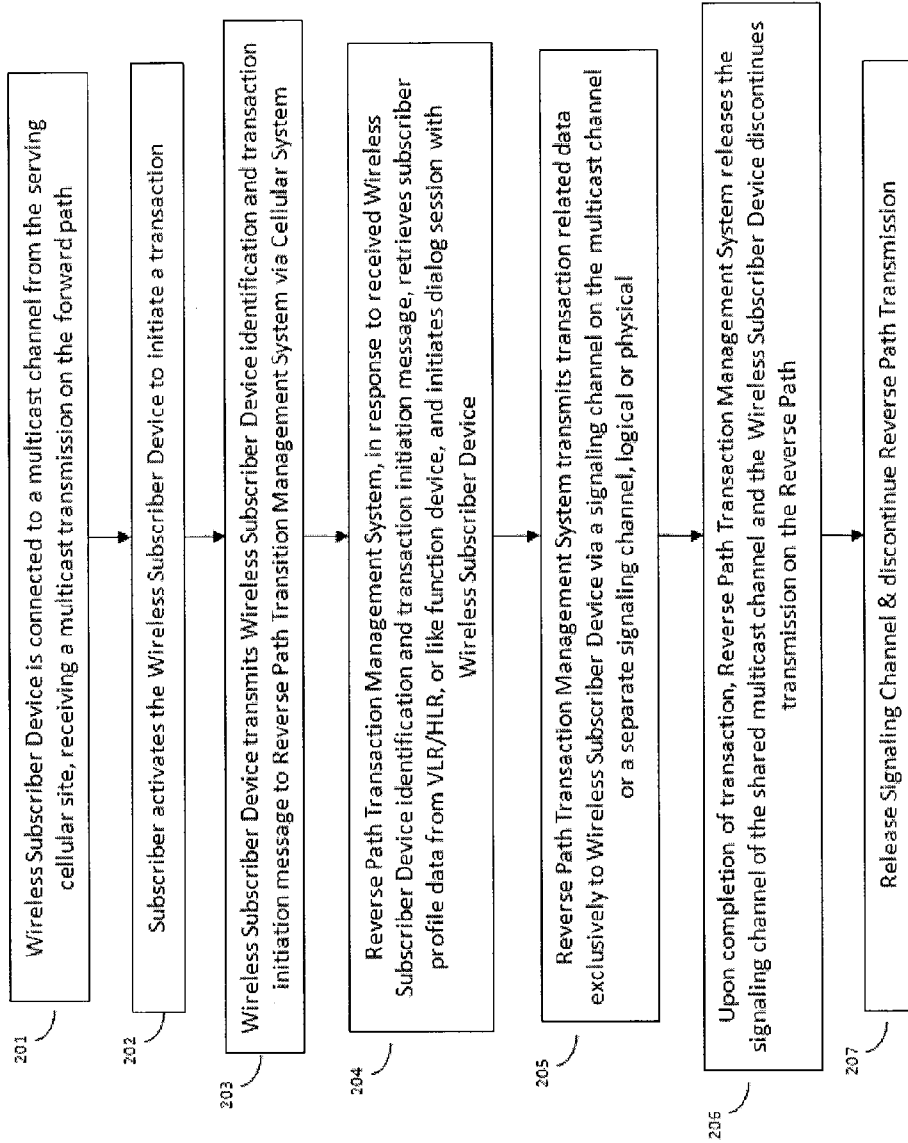 201
Wireless Subscriber Device is connected to a multicast channel from the serving
cellular site, receiving a multicast transmission on the forward path
202
Subscriber activates the Wireless Subscriber Device to initiate a transaction
203
Wireless Subscriber Device transmits Wireless Subscriber Device identification and transaction
initiation message to Reverse Path Transition Management System via Cellular System
204
Reverse Path Transaction Management System, in response to received Wireless
Subscriber Device identification and transaction initiation message, retrieves subscriber
profile data from VLR/HLR, or like function device, and initiates dialog session with
Wireless Subscriber Device
205
Reverse Path Transaction Management System transmits transaction related data
exclusively to Wireless Subscriber Device via a signaling channel on the multicast channel
or a separate signaling channel, logical or physical
206
Upon completion of transaction, Reverse Path Transaction Management System releases the
signaling channel of the shared multicast channel and the Wireless Subscriber Device discontinues
transmission on the Reverse Path
207
Release Signaling Channel & discontinue Reverse Path Transmission